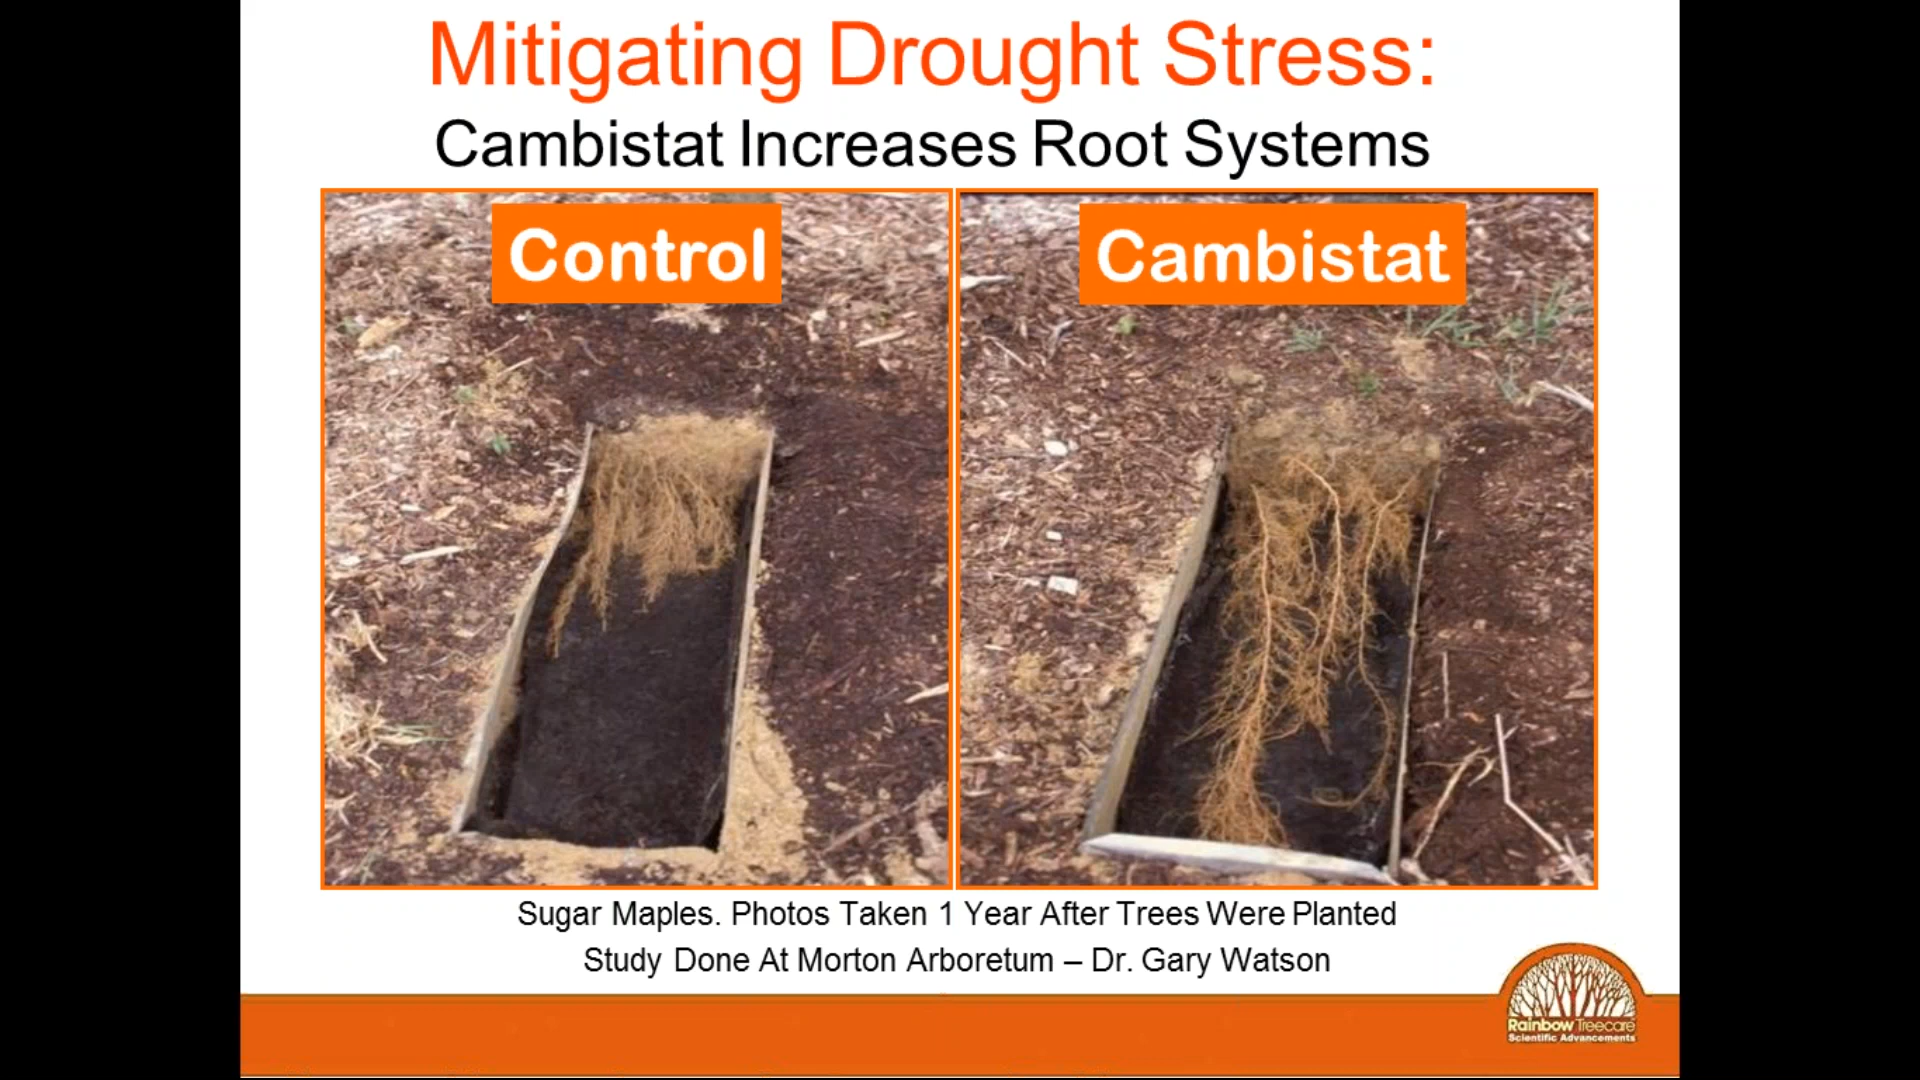 Mitigating Drought Stress:
Cambistat Increases Root Systems
Control
Cambistat
Sugar Maples. Photos Taken 1 Year After Trees Were Planted
Study Done At Morton Arboretum – Dr. Gary Watson
Rainbow Treecare
Scientific Advancements